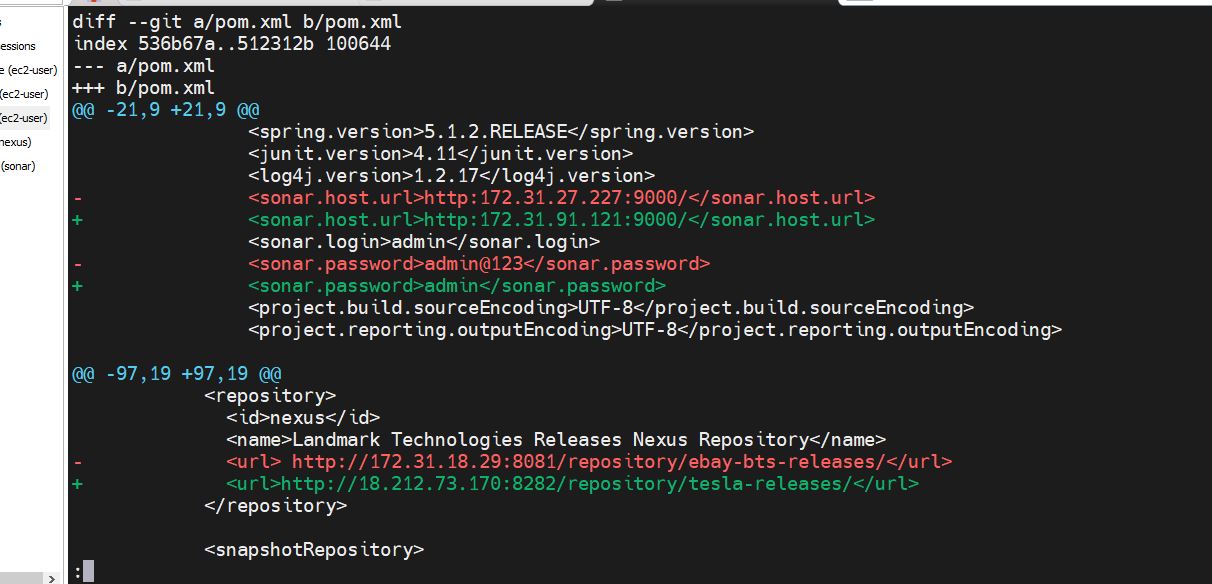 diff --git a/pom.xml b/pom.xml
index 536b67a..512312b 100644
--- a/pom.xml
+++ b/pom.xml
@@ -21,9 +21,9 @@
<spring.version>5.1.2.RELEASE</spring.version>
<junit.version>4.11</junit.version>
<log4j.version>1.2.17</log4j.version>
- <sonar.host.url>http:172.31.27.227:9000/</sonar.host.url>
+ <sonar.host.url>http:172.31.91.121:9000/</sonar.host.url>
<sonar.login>admin</sonar.login>
- <sonar.password>admin@123</sonar.password>
+ <sonar.password>admin</sonar.password>
<project.build.sourceEncoding>UTF-8</project.build.sourceEncoding>
<project.reporting.outputEncoding>UTF-8</project.reporting.outputEncoding>
@@ -97,19 +97,19 @@
<repository>
<id>nexus</id>
<name>Landmark Technologies Releases Nexus Repository</name>
- <url> http://172.31.18.29:8081/repository/ebay-bts-releases/</url>
+ <url>http://18.212.73.170:8282/repository/tesla-releases/</url>
</repository>
<snapshotRepository>
:
essions
e (ec2-user)
(ec2-user)
(ec2-user)
nexus)
(sonar)